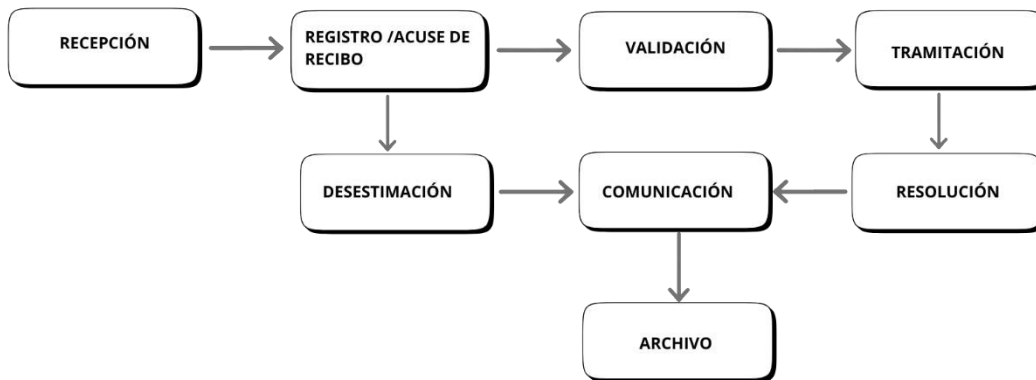 RECEPCIÓN
REGISTRO /ACUSE DE
RECIBO
VALIDACIÓN
TRAMITACIÓN
DESESTIMACIÓN
COMUNICACIÓN
RESOLUCIÓN
ARCHIVO